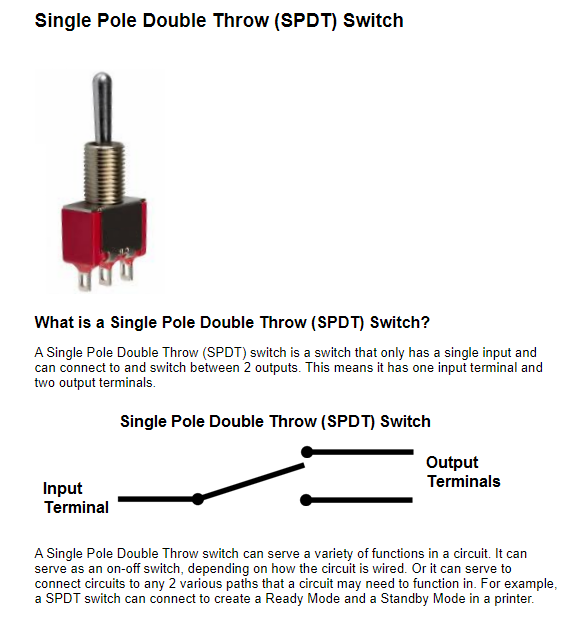 Single Pole Double Throw (SPDT) Switch
What is a Single Pole Double Throw (SPDT) Switch?
A Single Pole Double Throw (SPDT) switch is a switch that only has a single input and
can connect to and switch between 2 outputs. This means it has one input terminal and
two output terminals.
Single Pole Double Throw (SPDT) Switch
Output
Terminals
Input
Terminal
A Single Pole Double Throw switch can serve a variety of functions in a circuit. It can
serve as an on-off switch, depending on how the circuit is wired. Or it can serve to
connect circuits to any 2 various paths that a circuit may need to function in. For example,
a SPDT switch can connect to create a Ready Mode and a Standby Mode in a printer.